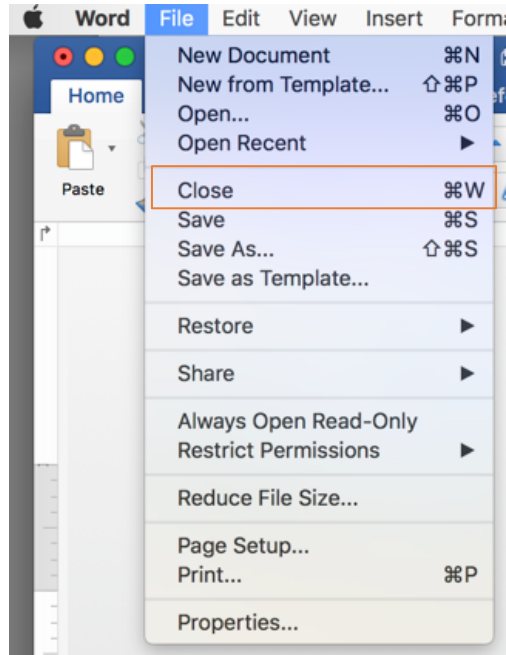 Word File Edit View Insert Forma
New Document ⌘N
New from Template... ⇧⌘P
Home
Open... ⌘O
Open Recent ▶
Paste
Close ⌘W
Save ⌘S
Save As... ⇧⌘S
Save as Template...
Restore ▶
Share ▶
Always Open Read-Only
Restrict Permissions ▶
Reduce File Size...
Page Setup...
Print... ⌘P
Properties...